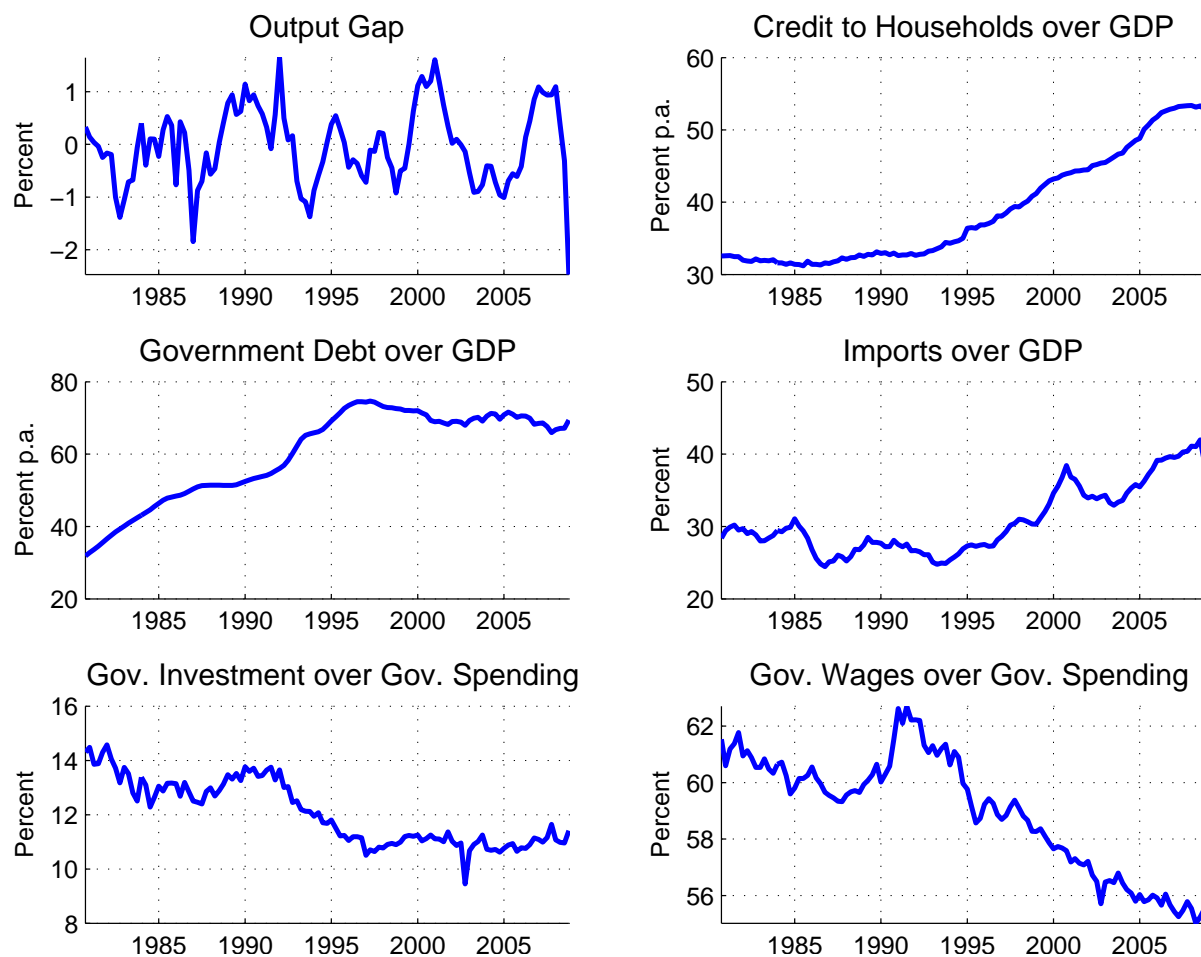 Output Gap
Percent
1
0
−1
−2
1985 1990 1995 2000 2005
Credit to Households over GDP
Percent p.a.
60
50
40
30
1985 1990 1995 2000 2005
Government Debt over GDP
Percent p.a.
80
60
40
20
1985 1990 1995 2000 2005
Imports over GDP
Percent
50
40
30
20
1985 1990 1995 2000 2005
Gov. Investment over Gov. Spending
Percent
16
14
12
10
8
1985 1990 1995 2000 2005
Gov. Wages over Gov. Spending
Percent
62
60
58
56
1985 1990 1995 2000 2005